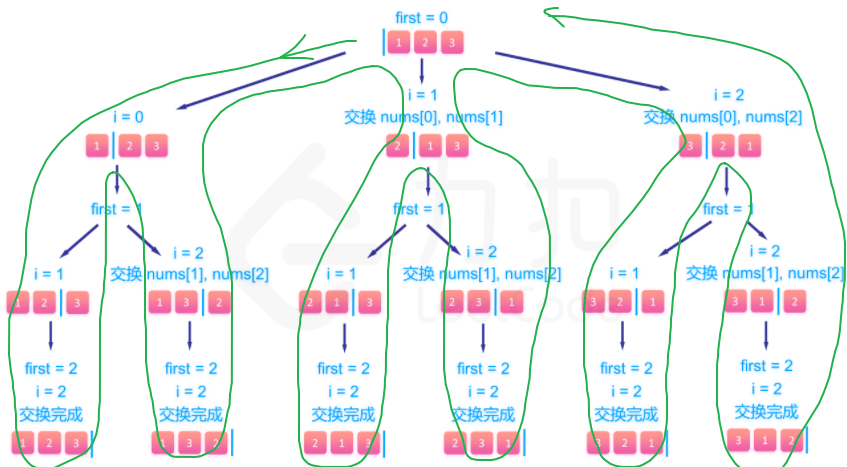 first = 0
1 2 3
i = 0
i = 1
交换 nums[0], nums[1]
i = 2
交换 nums[0], nums[2]
1 2 3
2 1 3
3 2 1
first = 1
first = 1
first = 1
i = 1
i = 2
交换 nums[1], nums[2]
i = 1
i = 2
交换 nums[1], nums[2]
i = 1
i = 2
交换 nums[1], nums[2]
1 2 3
1 3 2
2 1 3
2 3 1
3 2 1
3 1 2
first = 2
i = 2
交换完成
first = 2
i = 2
交换完成
first = 2
i = 2
交换完成
first = 2
i = 2
交换完成
first = 2
i = 2
交换完成
first = 2
i = 2
交换完成
1 2 3
1 3 2
2 1 3
2 3 1
3 2 1
3 1 2
力扣
LeetCode